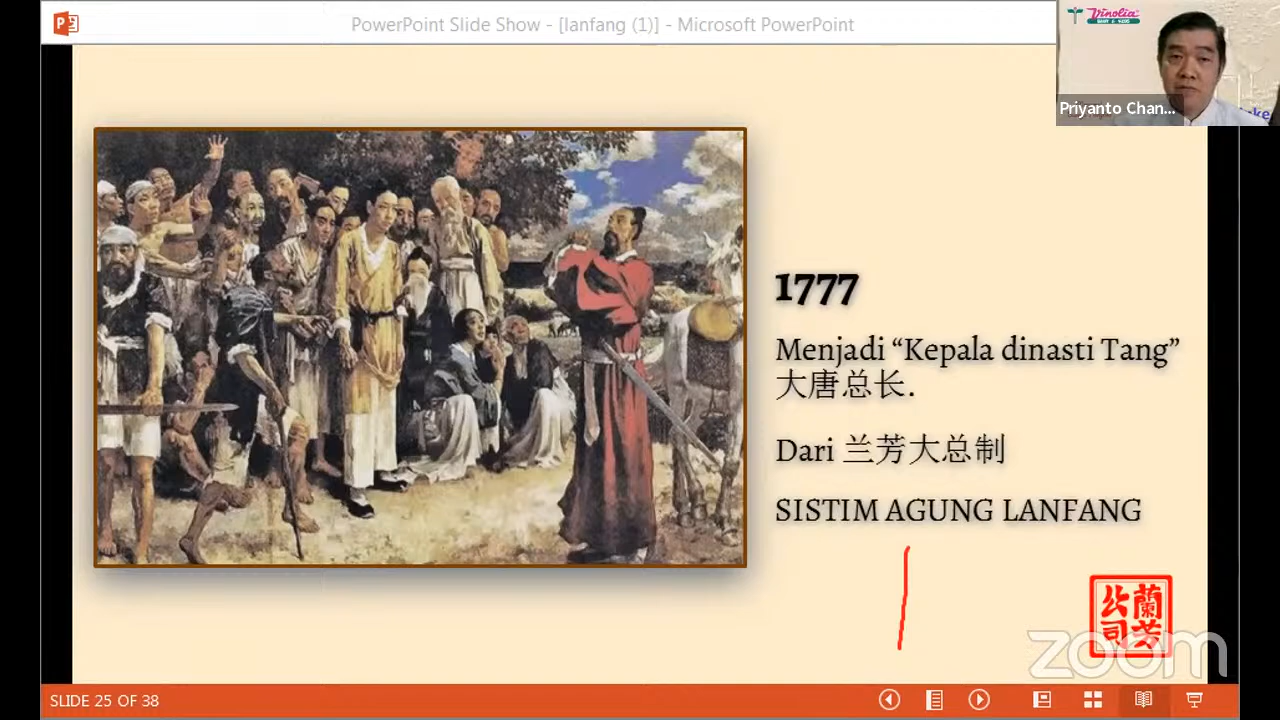 PowerPoint Slide Show - [lanfang (1)] - Microsoft PowerPoint
Vinolia
Priyanto Chan...
1777
Menjadi “Kepala dinasti Tang”
大唐总长.
Dari 兰芳大总制
SISTIM AGUNG LANFANG
蘭芳
公司
zoom
SLIDE 25 OF 38